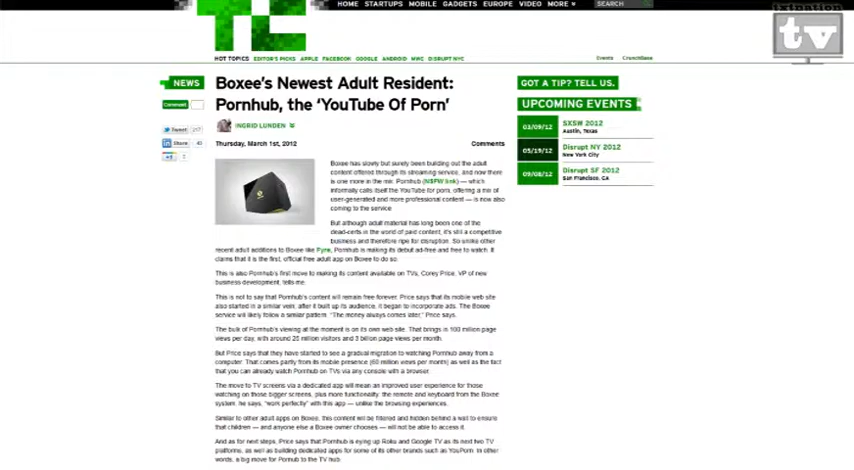 HOME STARTUPS MOBILE GADGETS EUROPE VIDEO MORE SEARCH
TC
tv
HOT TOPICS EDITOR'S PICKS APPLE FACEBOOK GOOGLE ANDROID MWC DISRUPT NYC Events CrunchBase
NEWS
Comment
Tweet 217
Share 40
+1
Boxee's Newest Adult Resident:
Pornhub, the 'YouTube Of Porn'
INGRID LUNDEN
Thursday, March 1st, 2012 Comments
Boxee has slowly but surely been building out the adult
content offered through its streaming service, and now there
is one more in the mix: Pornhub (NSFW link) — which
informally calls itself the YouTube for porn, offering a mix of
user-generated and more professional content — is now also
coming to the service.
But although adult material has long been one of the
dead-certs in the world of paid content, it's still a competitive
business and therefore ripe for disruption. So unlike other
recent adult additions to Boxee like Pyre, Pornhub is making its debut ad-free and free to watch. It
claims that it is the first, official free adult app on Boxee to do so.
This is also Pornhub's first move to making its content available on TVs, Corey Price, VP of new
business development, tells me.
This is not to say that Pornhub's content will remain free forever. Price says that its mobile web site
also started in a similar vein, after it built up its audience, it began to incorporate ads. The Boxee
service will likely follow a similar pattern. "The money always comes later," Price says.
The bulk of Pornhub's viewing at the moment is on its own web site. That brings in 100 million page
views per day, with around 25 million visitors and 3 billion page views per month.
But Price says that they have started to see a gradual migration to watching Pornhub away from a
computer. That comes partly from its mobile presence (60 million views per month) as well as the fact
that you can already watch Pornhub on TVs via any console with a browser.
The move to TV screens via a dedicated app will mean an improved user experience for those
watching on those bigger screens, plus more functionality: the remote and keyboard from the Boxee
system, he says, "work perfectly" with this app — unlike the browsing experiences.
Similar to other adult apps on Boxee, this content will be filtered and hidden behind a wall to ensure
that children — and anyone else a Boxee owner chooses — will not be able to access it.
And as for next steps, Price says that Pornhub is eying up Roku and Google TV as its next two TV
platforms, as well as building dedicated apps for some of its other brands such as YouPorn. In other
words, a big move for Pornub to the TV hub.
GOT A TIP? TELL US.
UPCOMING EVENTS
03/09/12 SXSW 2012
Austin, Texas
05/19/12 Disrupt NY 2012
New York City
09/08/12 Disrupt SF 2012
San Francisco, CA